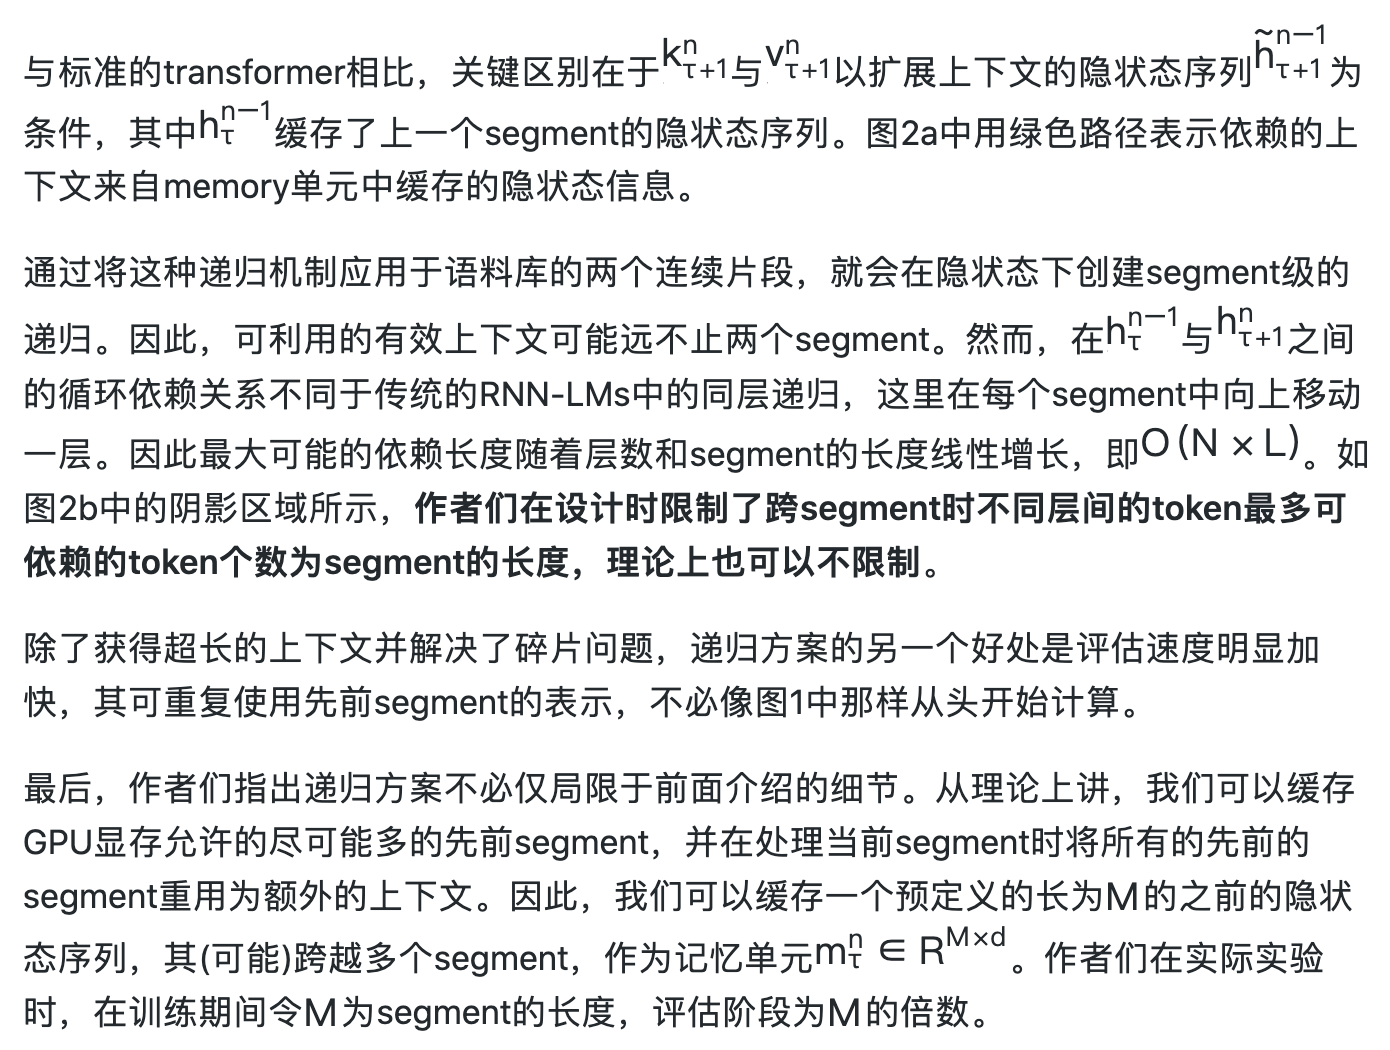 与标准的transformer相比，关键区别在于k^n_{τ+1}与v^n_{τ+1}以扩展上下文的隐状态序列h̃^{n−1}_{τ+1}为
条件，其中h^{n−1}_τ缓存了上一个segment的隐状态序列。图2a中用绿色路径表示依赖的上
下文来自memory单元中缓存的隐状态信息。
通过将这种递归机制应用于语料库的两个连续片段，就会在隐状态下创建segment级的
递归。因此，可利用的有效上下文可能远不止两个segment。然而，在h^{n−1}_τ与h^n_{τ+1}之间
的循环依赖关系不同于传统的RNN-LMs中的同层递归，这里在每个segment中向上移动
一层。因此最大可能的依赖长度随着层数和segment的长度线性增长，即O(N × L)。如
图2b中的阴影区域所示，作者们在设计时限制了跨segment时不同层间的token最多可
依赖的token个数为segment的长度，理论上也可以不限制。
除了获得超长的上下文并解决了碎片问题，递归方案的另一个好处是评估速度明显加
快，其可重复使用先前segment的表示，不必像图1中那样从头开始计算。
最后，作者们指出递归方案不必仅局限于前面介绍的细节。从理论上讲，我们可以缓存
GPU显存允许的尽可能多的先前segment，并在处理当前segment时将所有的先前的
segment重用为额外的上下文。因此，我们可以缓存一个预定义的长为M的之前的隐状
态序列，其(可能)跨越多个segment，作为记忆单元m^n_τ ∈ R^{M×d}。作者们在实际实验
时，在训练期间令M为segment的长度，评估阶段为M的倍数。